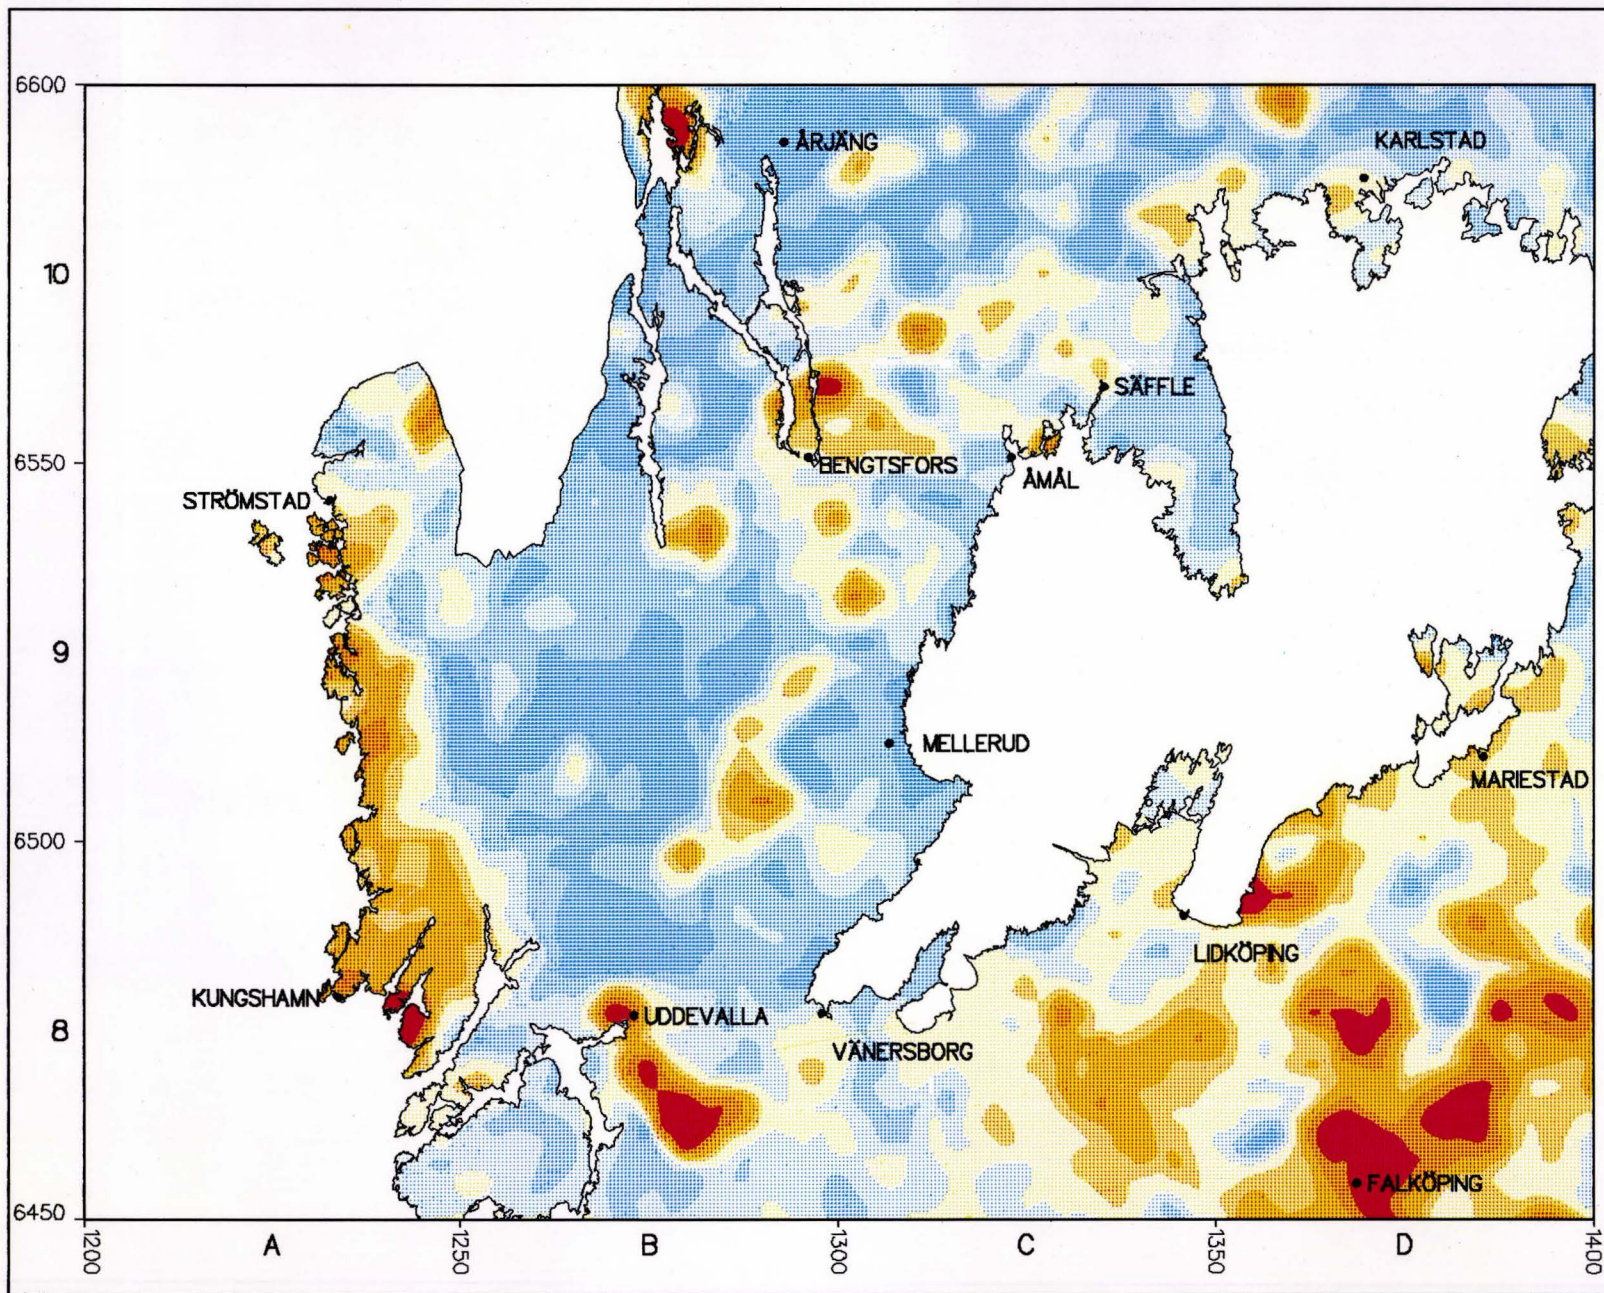 6600
ÅRJÄNG
KARLSTAD
10
SÄFFLE
6550
BENGTSFORS
ÅMÅL
STRÖMSTAD
9
MELLERUD
MARIESTAD
6500
LIDKÖPING
KUNGSHAMN
UDDEVALLA
8
VÄNERSBORG
FALKÖPING
6450
1200
A
1250
B
1300
C
1350
D
1400